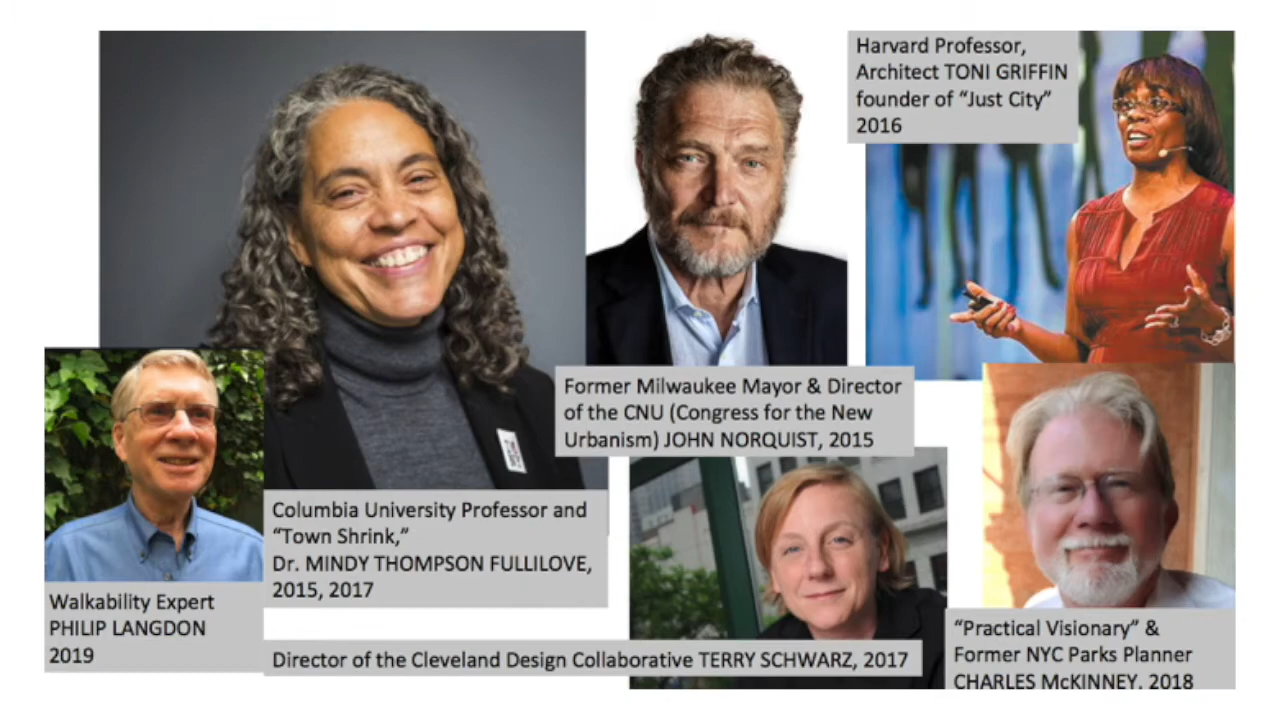 Harvard Professor,
Architect TONI GRIFFIN
founder of “Just City”
2016
Former Milwaukee Mayor & Director
of the CNU (Congress for the New
Urbanism) JOHN NORQUIST, 2015
Columbia University Professor and
“Town Shrink,”
Dr. MINDY THOMPSON FULLILOVE,
2015, 2017
Walkability Expert
PHILIP LANGDON
2019
Director of the Cleveland Design Collaborative TERRY SCHWARZ, 2017
“Practical Visionary” &
Former NYC Parks Planner
CHARLES McKINNEY, 2018